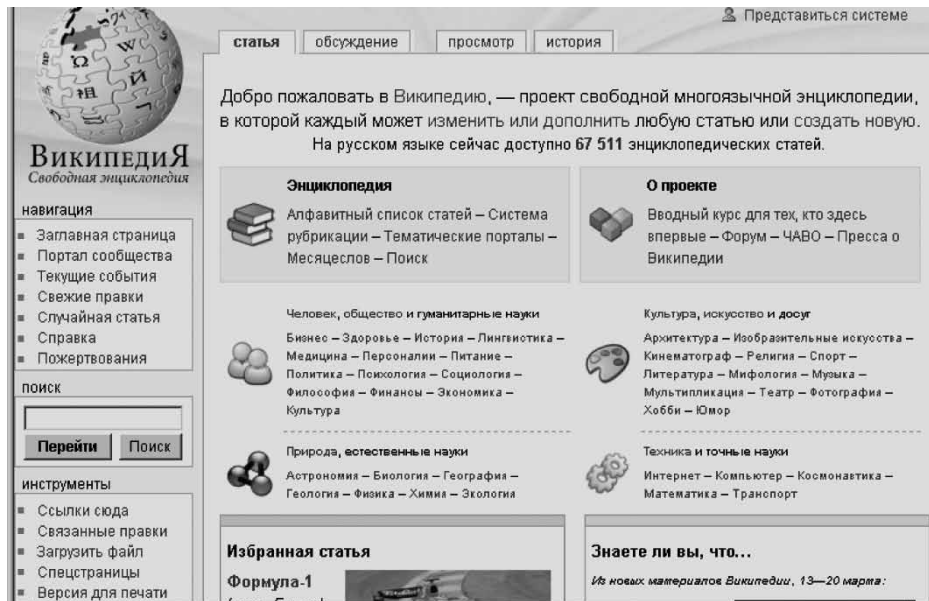 Представиться системе
статья обсуждение просмотр история
Добро пожаловать в Википедию, — проект свободной многоязычной энциклопедии,
в которой каждый может изменить или дополнить любую статью или создать новую.
На русском языке сейчас доступно 67 511 энциклопедических статей.
ВикипедиЯ
Свободная энциклопедия
навигация
Заглавная страница
Портал сообщества
Текущие события
Свежие правки
Случайная статья
Справка
Пожертвования
поиск
Перейти Поиск
инструменты
Ссылки сюда
Связанные правки
Загрузить файл
Спецстраницы
Версия для печати
Энциклопедия
Алфавитный список статей – Система
рубрикации – Тематические порталы –
Месяцеслов – Поиск
О проекте
Вводный курс для тех, кто здесь
впервые – Форум – ЧАВО – Пресса о
Википедии
Человек, общество и гуманитарные науки
Бизнес – Здоровье – История – Лингвистика –
Медицина – Персоналии – Питание –
Политика – Психология – Социология –
Философия – Финансы – Экономика –
Культура
Культура, искусство и досуг
Архитектура – Изобразительные искусства –
Кинематограф – Религия – Спорт –
Литература – Мифология – Музыка –
Мультипликация – Театр – Фотография –
Хобби – Юмор
Природа, естественные науки
Астрономия – Биология – География –
Геология – Физика – Химия – Экология
Техника и точные науки
Интернет – Компьютер – Космонавтика –
Математика – Транспорт
Избранная статья
Формула-1
Знаете ли вы, что...
Из новых материалов Википедии, 13—20 марта: